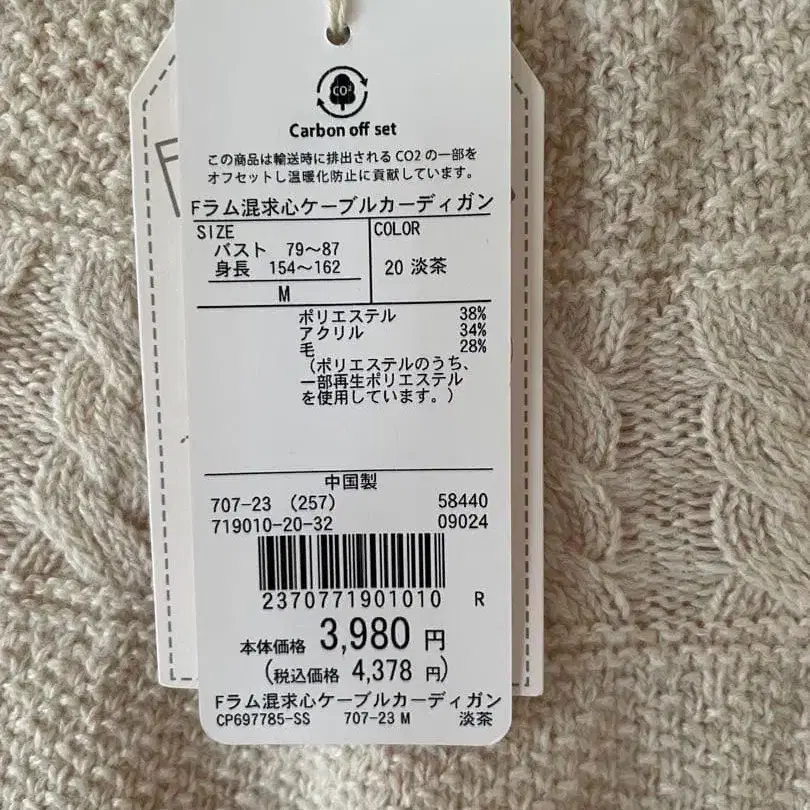 CO²
Carbon off set
この商品は輸送時に排出されるCO2の一部を
オフセットし温暖化防止に貢献しています。
Fラム混求心ケーブルカーディガン
SIZE COLOR
バスト 79〜87
身長 154〜162 20 淡茶
M
ポリエステル 38%
アクリル 34%
毛 28%
(ポリエステルのうち、
一部再生ポリエステル
を使用しています。)
中国製
707-23 (257) 58440
719010-20-32 09024
2370771901010 R
本体価格 3,980 円
(税込価格 4,378 円)
Fラム混求心ケーブルカーディガン
CP697785-SS 707-23 M 淡茶